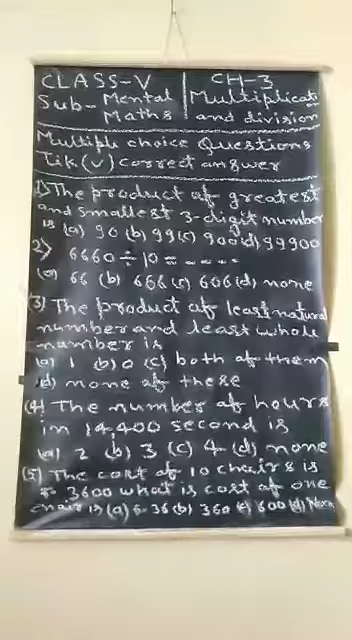 CLASS-V | CH-3
Sub- Mental | Multiplicati on
Maths | and division
Multiple choice Questions
Tik (√) correct answer
1) The product of greatest
and smallest 3-digit number
is (a) 90 (b) 99 (c) 900 (d) 99900
2) 6660 ÷ 10 = -----
(a) 66 (b) 666 (c) 606 (d) none
(3) The product of least natural
number and least whole
number is
(a) 1 (b) 0 (c) both of them
(d) none of these
(4) The number of hours
in 14,400 second is
(a) 2 (b) 3 (c) 4 (d) none
(5) The cost of 10 chairs is
3600 what is cost of one
chair is (a) 36 (b) 360 (c) 600 (d) None